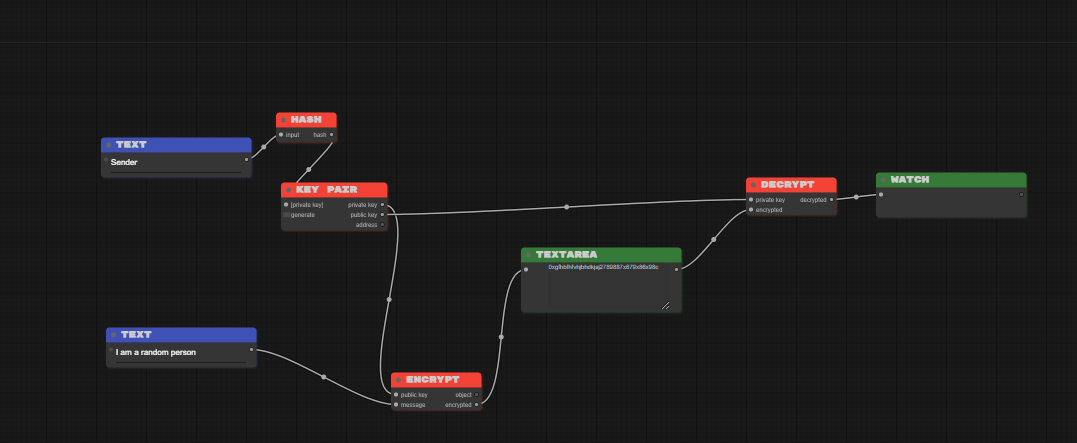 HASH
input hash
TEXT
Sender
KEY PAIR
[private key] private key
generate public key
address
DECRYPT
private key decrypted
encrypted
WATCH
TEXTAREA
TEXT
I am a random person
ENCRYPT
public key object
message encrypted